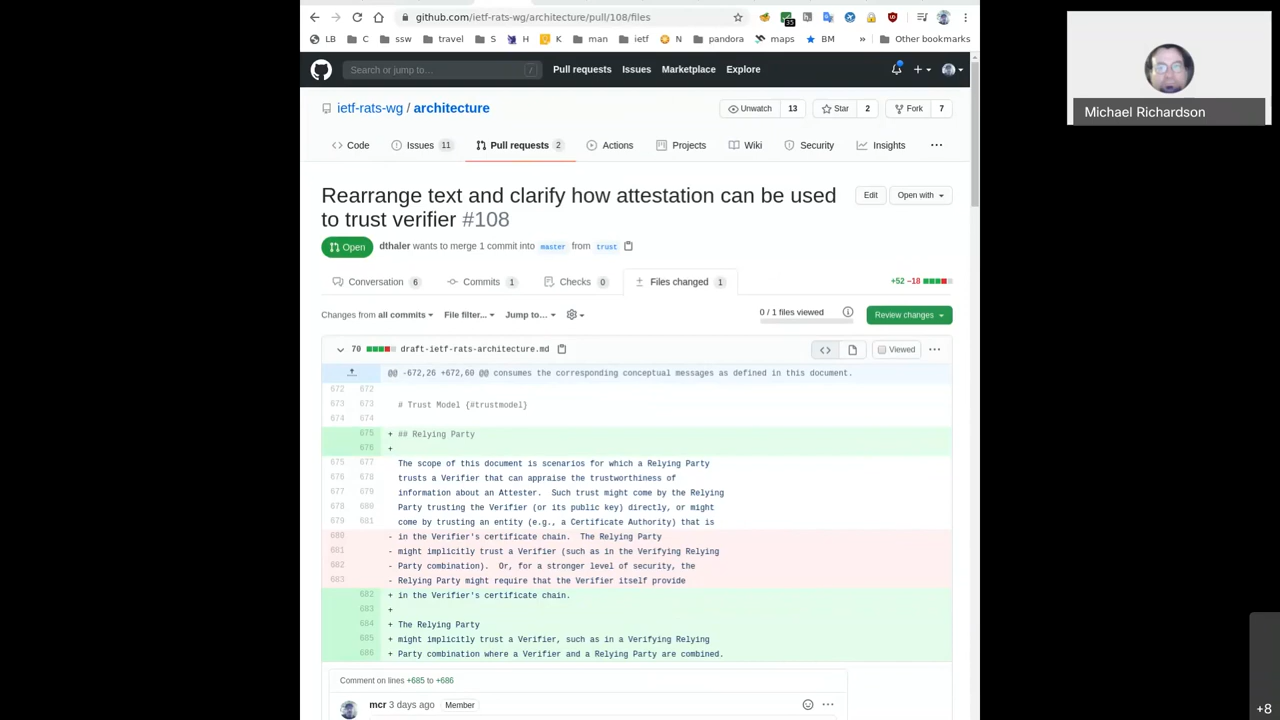 github.com/ietf-rats-wg/architecture/pull/108/files
35
LB C ssw travel S H K man ietf N pandora maps BM » Other bookmarks
Search or jump to… / Pull requests Issues Marketplace Explore
ietf-rats-wg / architecture Unwatch 13 Star 2 Fork 7
Code Issues 11 Pull requests 2 Actions Projects Wiki Security Insights
Rearrange text and clarify how attestation can be used
to trust verifier #108
Edit Open with
Open dthaler wants to merge 1 commit into master from trust
Conversation 6 Commits 1 Checks 0 Files changed 1 +52 −18
Changes from all commits File filter... Jump to… 0 / 1 files viewed Review changes
70 draft-ietf-rats-architecture.md Viewed
@@ -672,26 +672,60 @@ consumes the corresponding conceptual messages as defined in this document.
672 672
673 673 # Trust Model {#trustmodel}
674 674
675 + ## Relying Party
676 +
675 677 The scope of this document is scenarios for which a Relying Party
676 678 trusts a Verifier that can appraise the trustworthiness of
677 679 information about an Attester.  Such trust might come by the Relying
678 680 Party trusting the Verifier (or its public key) directly, or might
679 681 come by trusting an entity (e.g., a Certificate Authority) that is
680 - in the Verifier's certificate chain.  The Relying Party
681 - might implicitly trust a Verifier (such as in the Verifying Relying
682 - Party combination).  Or, for a stronger level of security, the
683 - Relying Party might require that the Verifier itself provide
682 + in the Verifier's certificate chain.
683 +
684 + The Relying Party
685 + might implicitly trust a Verifier, such as in a Verifying Relying
686 + Party combination where a Verifier and a Relying Party are combined.
Comment on lines +685 to +686
mcr 3 days ago Member
Michael Richardson
+8